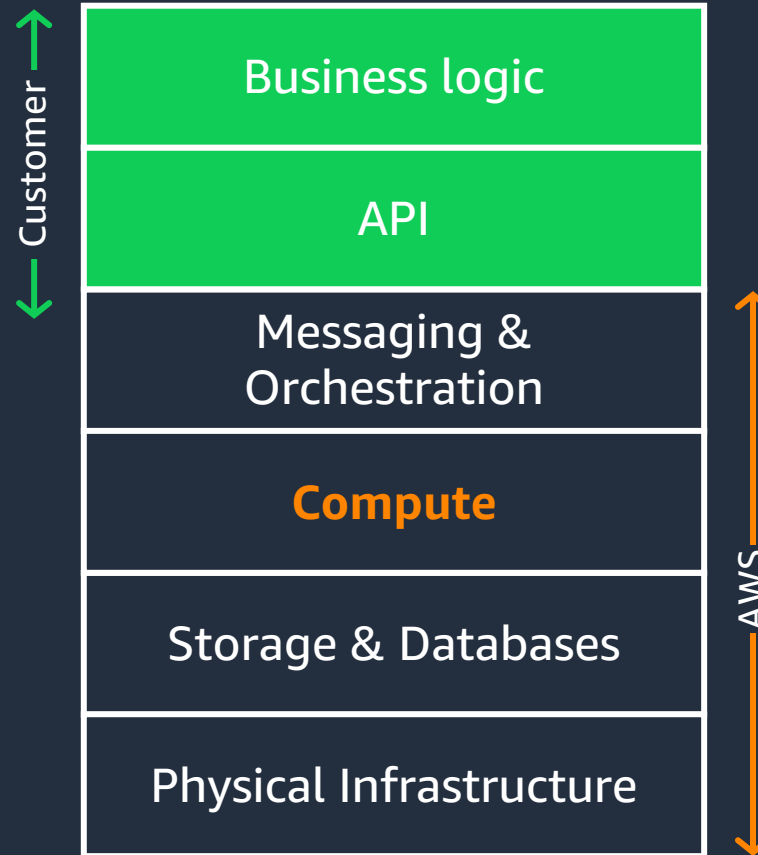 Customer
Business logic
API
Messaging &
Orchestration
Compute
Storage & Databases
Physical Infrastructure
AWS